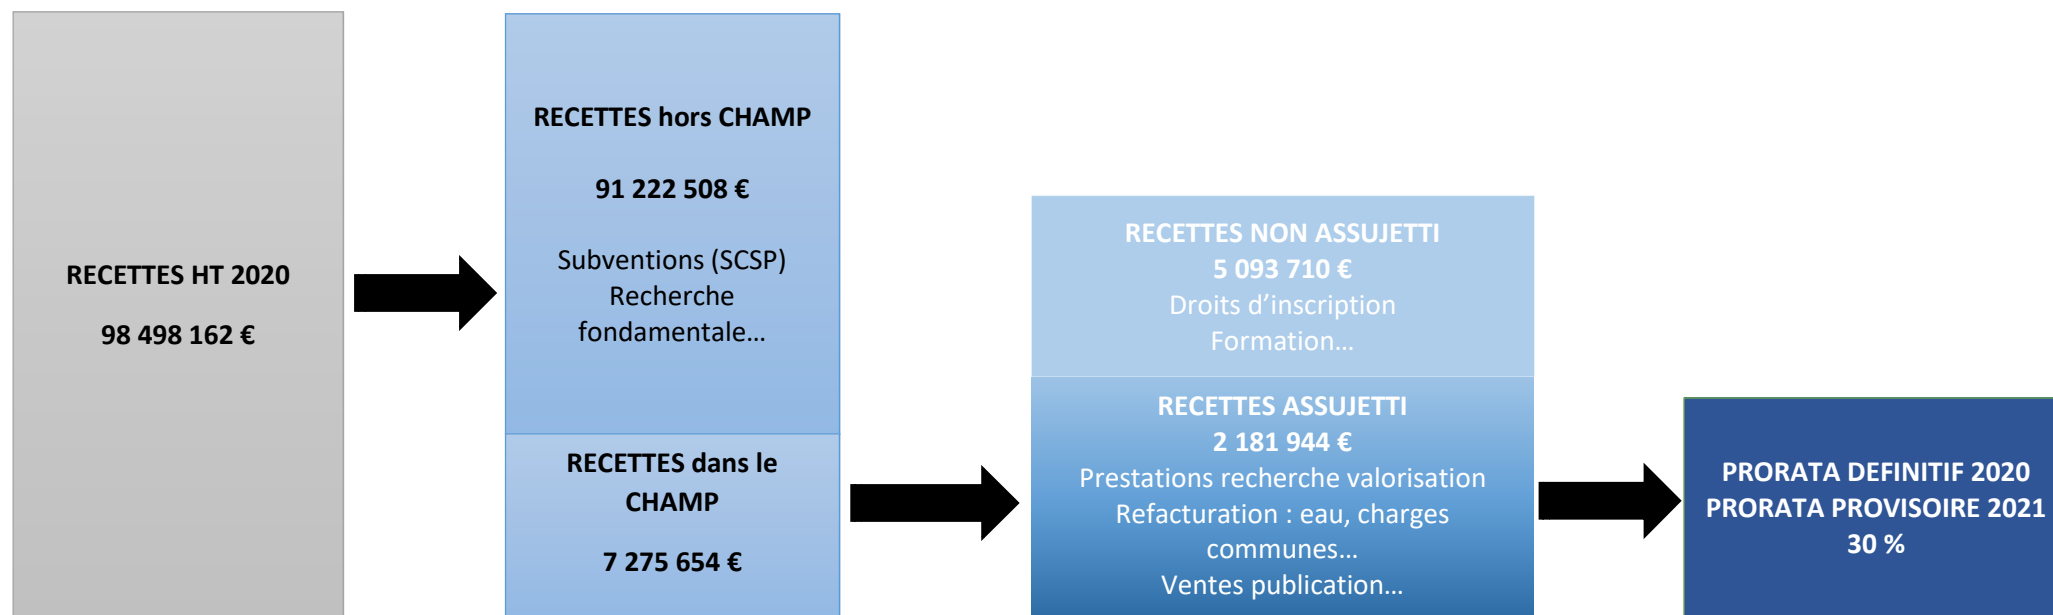 RECETTES HT 2020
98 498 162 €
RECETTES hors CHAMP
91 222 508 €
Subventions (SCSP)
Recherche
fondamentale…
RECETTES dans le
CHAMP
7 275 654 €
RECETTES NON ASSUJETTI
5 093 710 €
Droits d’inscription
Formation…
RECETTES ASSUJETTI
2 181 944 €
Prestations recherche valorisation
Refacturation : eau, charges
communes…
Ventes publication…
PRORATA DEFINITIF 2020
PRORATA PROVISOIRE 2021
30 %